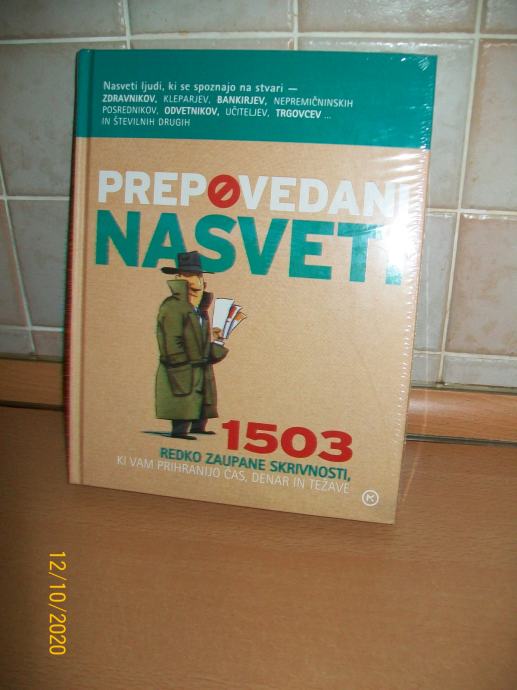 Nasveti ljudi, ki se spoznajo na stvari —
ZDRAVNIKOV, KLEPARJEV, BANKIRJEV, NEPREMIČNINSKIH
POSREDNIKOV, ODVETNIKOV, UČITELJEV, TRGOVCEV ...
IN ŠTEVILNIH DRUGIH
PREPOVEDANI
NASVETI
1503
REDKO ZAUPANE SKRIVNOSTI,
KI VAM PRIHRANIJO ČAS, DENAR IN TEŽAVE
12/10/2020